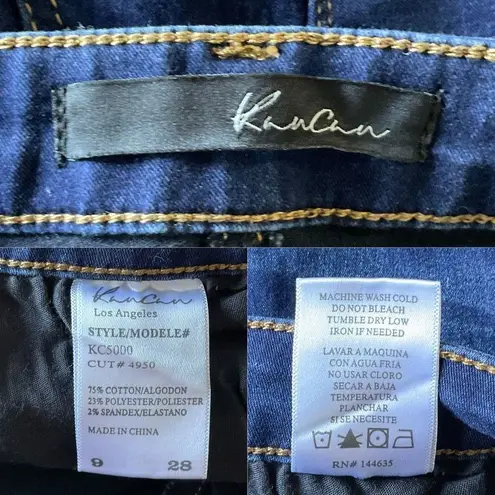 KanCan
KanCan
Los Angeles
STYLE/MODELE#
KC5000
CUT# 4950
75% COTTON/ALGODON
23% POLYESTER/POLIESTER
2% SPANDEX/ELASTANO
MADE IN CHINA
9 28
MACHINE WASH COLD
DO NOT BLEACH
TUMBLE DRY LOW
IRON IF NEEDED
LAVAR A MAQUINA
CON AGUA FRIA
NO USAR CLORO
SECAR A BAJA
TEMPERATURA
PLANCHAR
SI SE NECESITE
RN# 144635